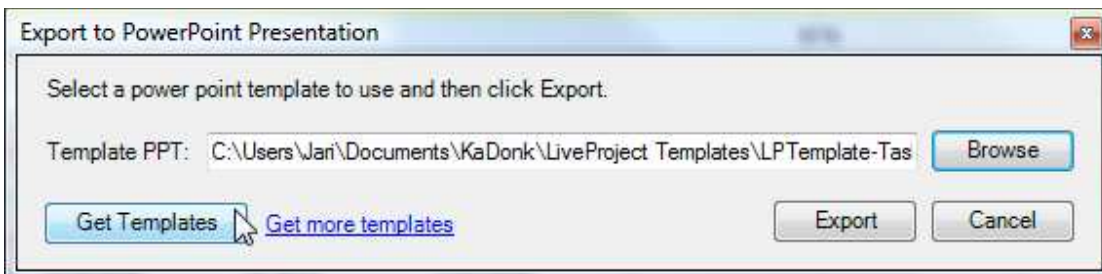 Export to PowerPoint Presentation
Select a power point template to use and then click Export.
Template PPT: C:\Users\Jari\Documents\KaDonk\LiveProject Templates\LPTemplate-Tas Browse
Get Templates Get more templates Export Cancel